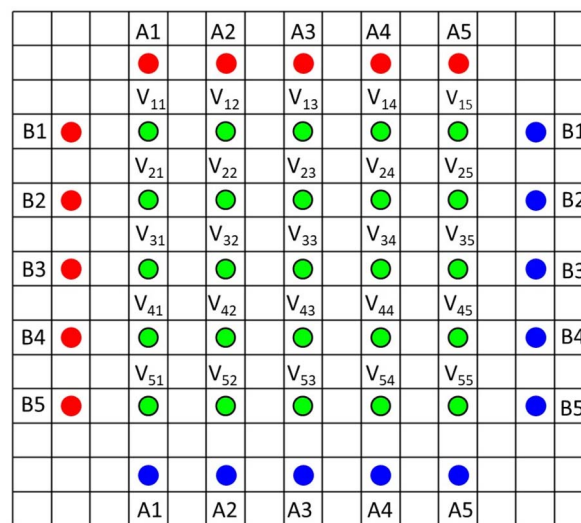 A1 A2 A3 A4 A5
V₁₁ V₁₂ V₁₃ V₁₄ V₁₅
B1 B1
V₂₁ V₂₂ V₂₃ V₂₄ V₂₅
B2 B2
V₃₁ V₃₂ V₃₃ V₃₄ V₃₅
B3 B3
V₄₁ V₄₂ V₄₃ V₄₄ V₄₅
B4 B4
V₅₁ V₅₂ V₅₃ V₅₄ V₅₅
B5 B5
A1 A2 A3 A4 A5